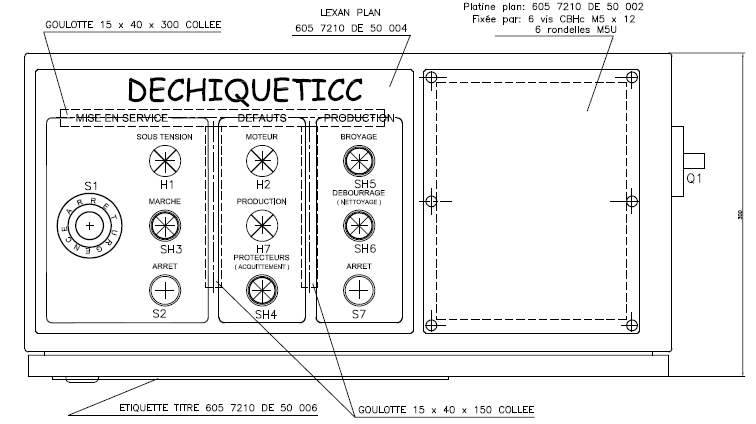 LEXAN PLAN
605 7210 DE 50 004
Platine plan: 605 7210 DE 50 002
Fixée par: 6 vis CBHc M5 x 12
6 rondelles M5U
GOULOTTE 15 x 40 x 300 COLLEE
DECHIQUETICC
MISE EN SERVICE
DEFAUTS
PRODUCTION
SOUS TENSION
MOTEUR
BROYAGE
H1
H2
SH5
S1
ARRET URGENCE
MARCHE
PRODUCTION
DEBOURRAGE
( NETTOYAGE )
SH3
H7
SH6
Q1
ARRET
PROTECTEURS
( ACQUITTEMENT )
ARRET
S2
SH4
S7
ETIQUETTE TITRE 605 7210 DE 50 006
GOULOTTE 15 x 40 x 150 COLLEE